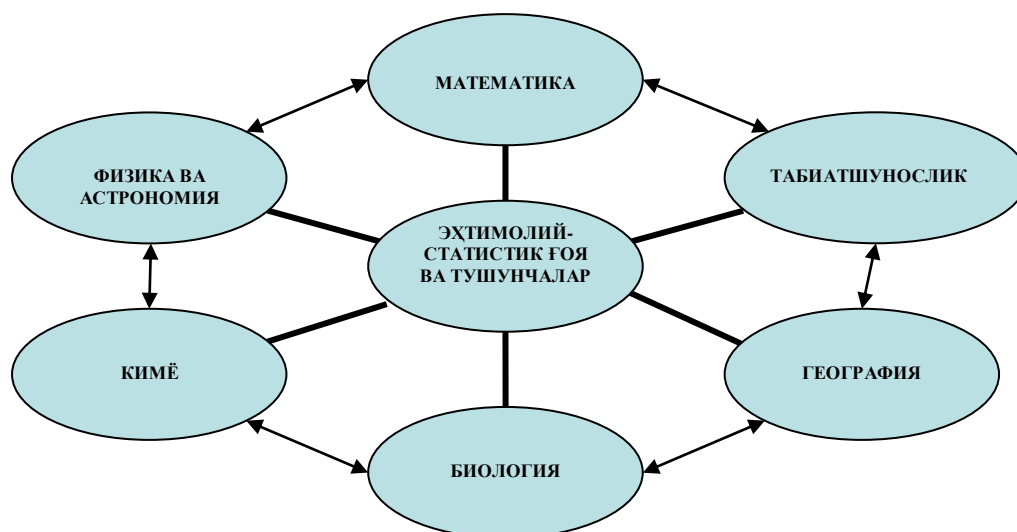 МАТЕМАТИКА
ФИЗИКА ВА
АСТРОНОМИЯ
ТАБИАТШУНОСЛИК
ЭҲТИМОЛИЙ-
СТАТИСТИК ҒОЯ
ВА ТУШУНЧАЛАР
КИМЁ
ГЕОГРАФИЯ
БИОЛОГИЯ